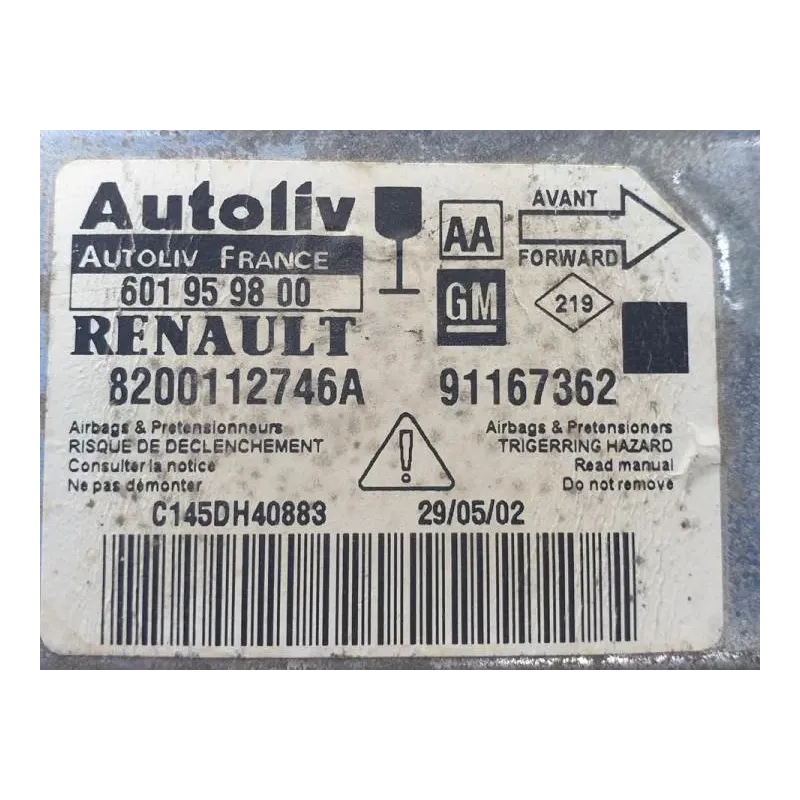 Autoliv
AUTOLIV FRANCE
601 95 98 00
RENAULT
8200112746A
AA
GM
AVANT
FORWARD
219
91167362
Airbags & Pretensionneurs
RISQUE DE DECLENCHEMENT
Consulter la notice
Ne pas démonter
Airbags & Pretensioners
TRIGERRING HAZARD
Read manual
Do not remove
C145DH40883 29/05/02